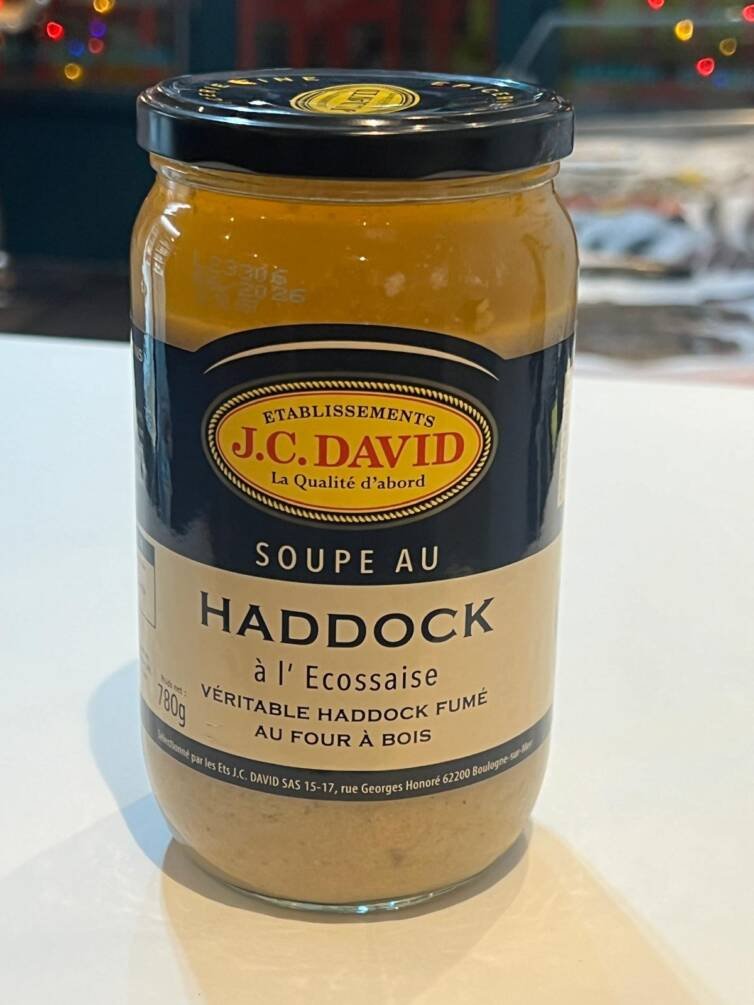 ETABLISSEMENTS
J.C. DAVID
La Qualité d'abord
SOUPE AU
HADDOCK
à l' Ecossaise
VÉRITABLE HADDOCK FUMÉ
AU FOUR À BOIS
780g
Sélectionné par les Ets J.C. DAVID SAS 15-17, rue Georges Honoré 62200 Boulogne-sur-Mer